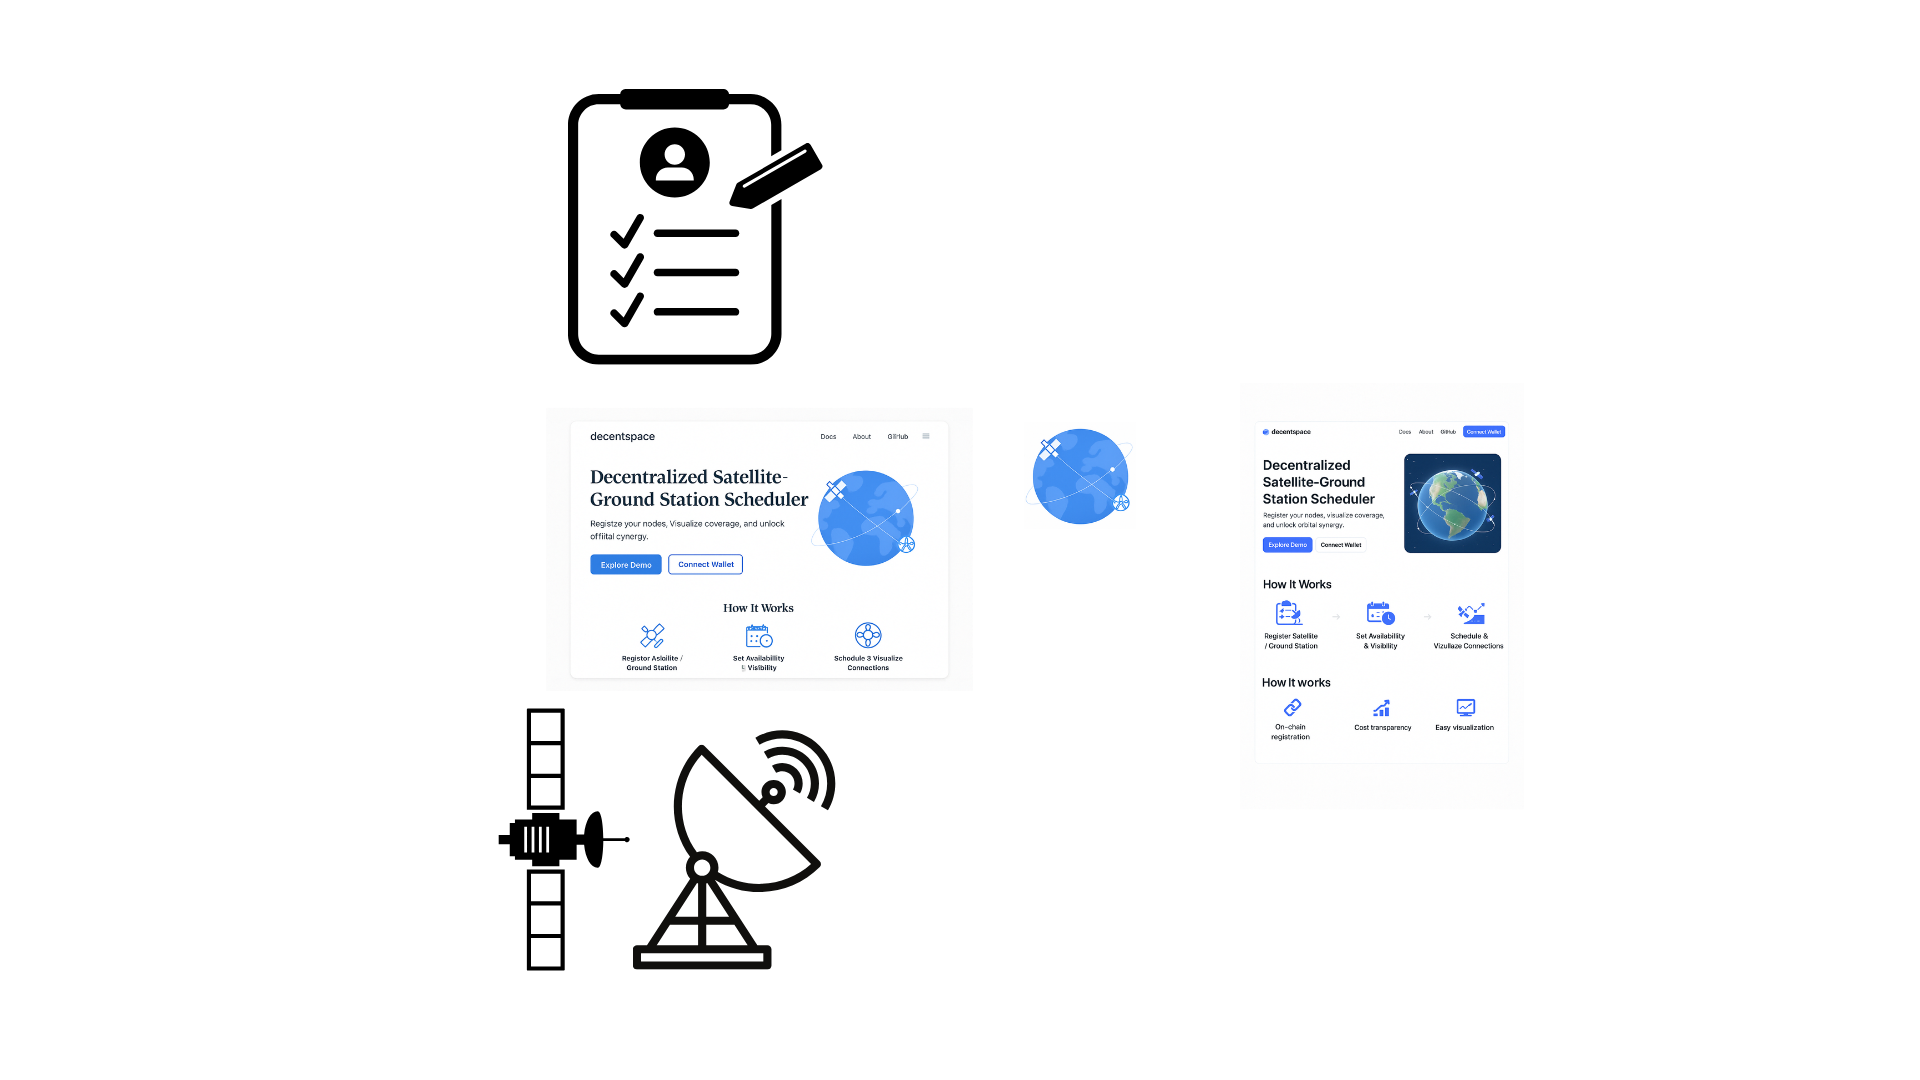 decentspace
Docs About GitHub
Decentralized Satellite-
Ground Station Scheduler
Registze your nodes, Visualize coverage, and unlock
offiital cynergy.
Explore Demo Connect Wallet
How It Works
Registor Asloilite /
Ground Station
Set Availabillity
& Visibility
Schodule 3 Visualize
Connections
decentspace
Docs About GitHub Connect Wallet
Decentralized
Satellite-Ground
Station Scheduler
Register your nodes, visualize coverage,
and unlock orbital synergy.
Explore Demo Connect Wallet
How It Works
Register Satellite
/ Ground Station
Set Availability
& Visibility
Schedule &
Vizullaze Connections
How It works
On-chain
registration
Cost transparency
Easy visualization